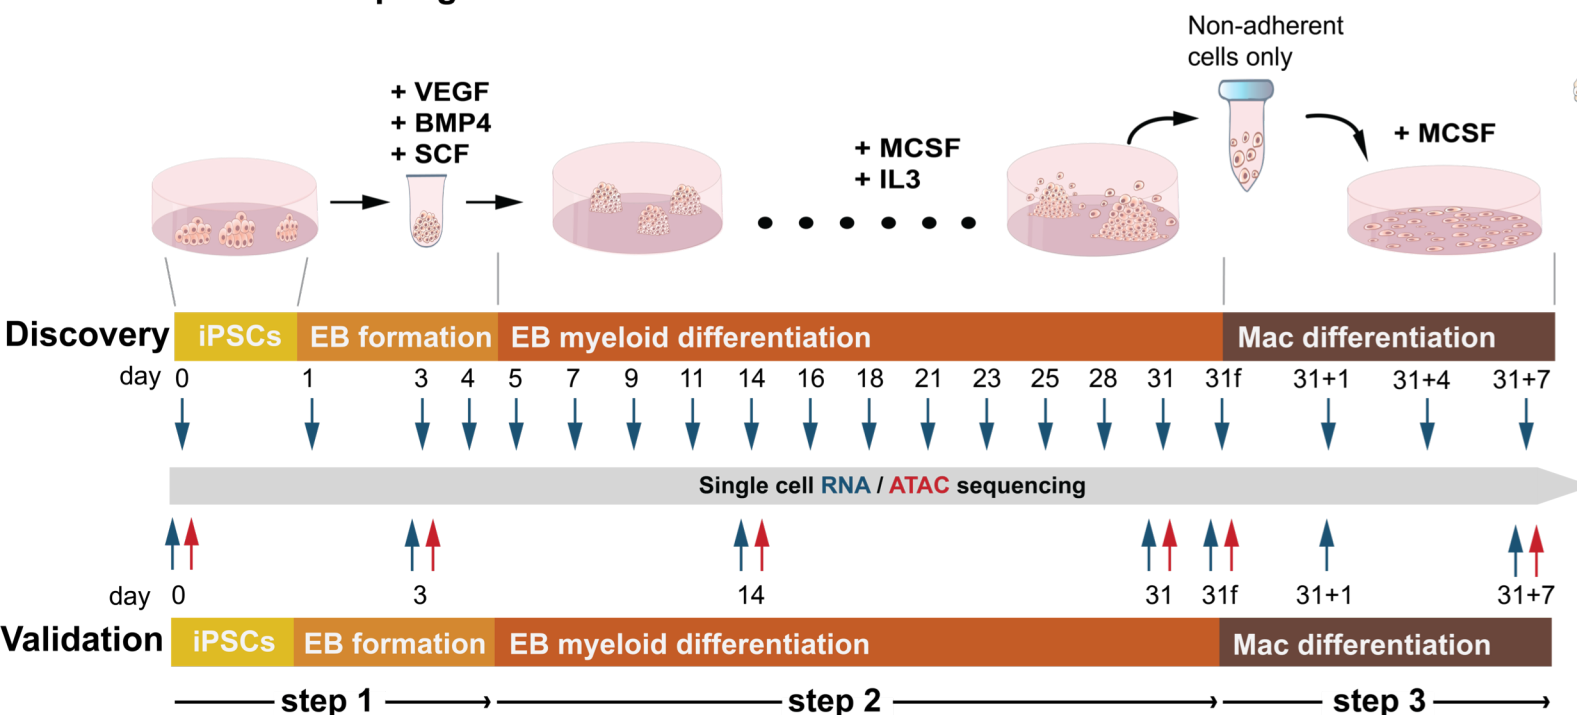 Non-adherent
cells only
+ VEGF
+ BMP4
+ SCF
+ MCSF
+ IL3
+ MCSF
Discovery iPSCs EB formation EB myeloid differentiation Mac differentiation
day 0 1 3 4 5 7 9 11 14 16 18 21 23 25 28 31 31f 31+1 31+4 31+7
Single cell RNA / ATAC sequencing
day 0 3 14 31 31f 31+1 31+7
Validation iPSCs EB formation EB myeloid differentiation Mac differentiation
step 1 step 2 step 3